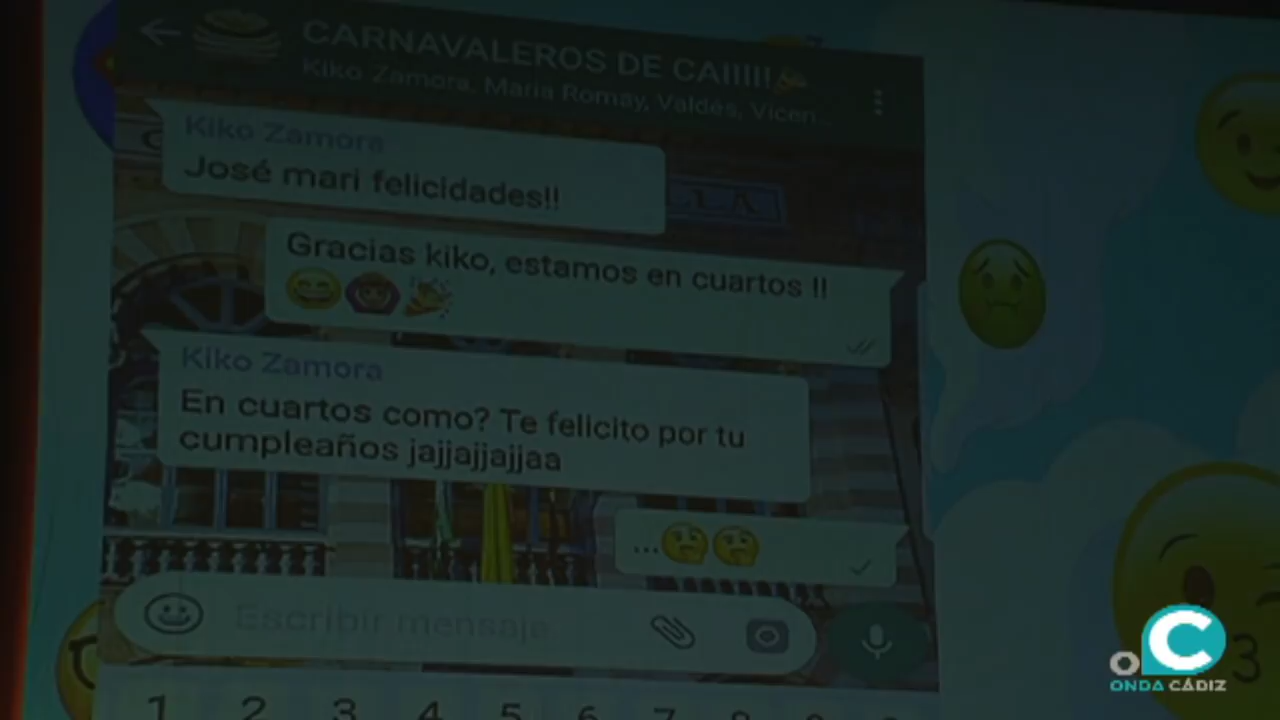 CARNAVALEROS DE CAIIIII!
Kiko Zamora, Maria Romay, Valdés, Vicen...
Kiko Zamora
José mari felicidades!!
Gracias kiko, estamos en cuartos !!
Kiko Zamora
En cuartos como? Te felicito por tu
cumpleaños jajjajjajjaa
...
Escribir mensaje
1 2 3 4 5 6 7 8 9
ONDA CÁDIZ